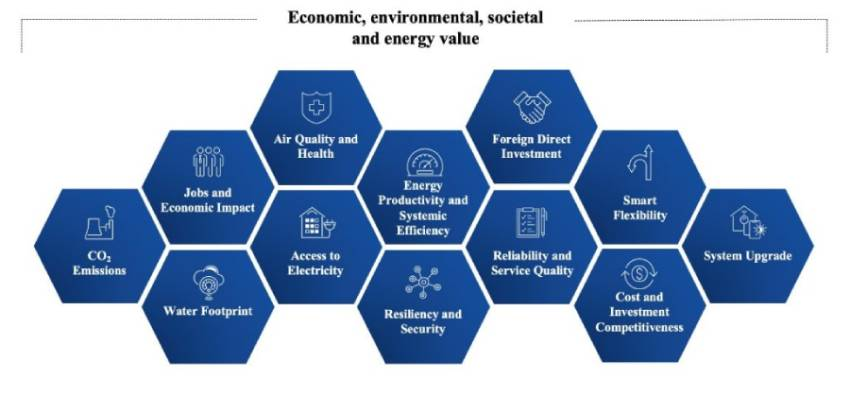 Economic, environmental, societal
and energy value
Air Quality and
Health
Foreign Direct
Investment
Jobs and
Economic Impact
Energy
Productivity and
Systemic
Efficiency
Smart
Flexibility
CO₂
Emissions
Access to
Electricity
Reliability and
Service Quality
System Upgrade
Water Footprint
Resiliency and
Security
$
Cost and
Investment
Competitiveness